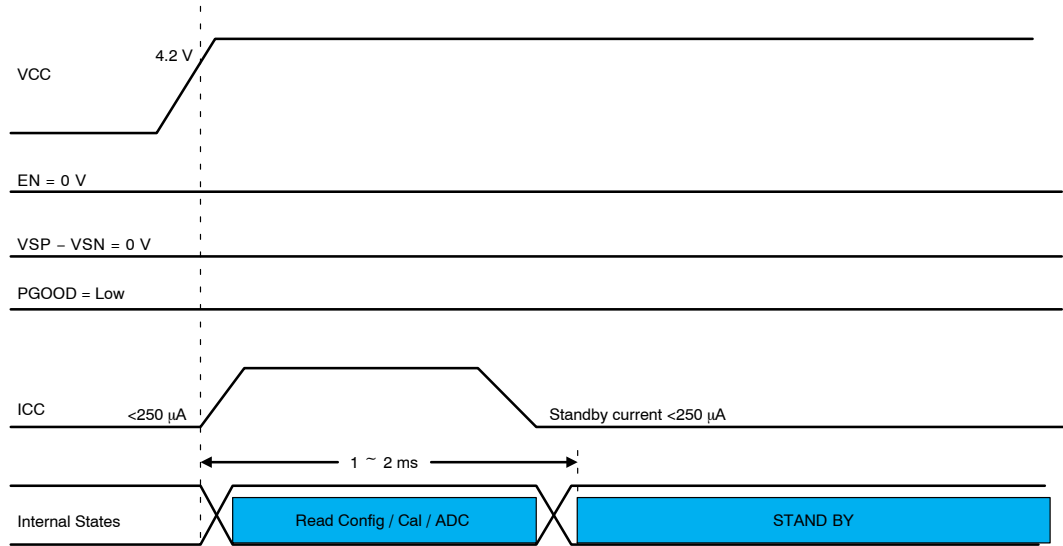 4.2 V
VCC
EN = 0 V
VSP – VSN = 0 V
PGOOD = Low
ICC
<250 μA
Standby current <250 μA
1 ~ 2 ms
Internal States
Read Config / Cal / ADC
STAND BY